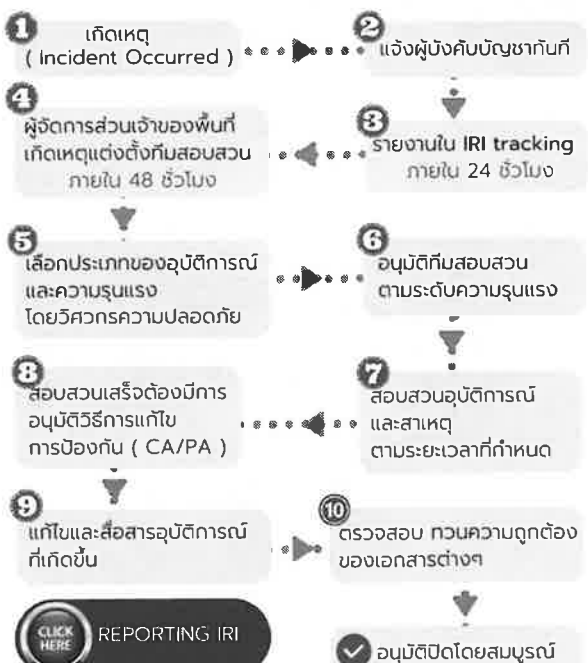 1
เกิดเหตุ
( Incident Occurred )
2
แจ้งผู้บังคับบัญชาทันที
3
รายงานใน IRI tracking
ภายใน 24 ชั่วโมง
4
ผู้จัดการส่วนเจ้าของพื้นที่
เกิดเหตุแต่งตั้งทีมสอบสวน
ภายใน 48 ชั่วโมง
5
เลือกประเภทของอุบัติการณ์
และความรุนแรง
โดยวิศวกรความปลอดภัย
6
อนุมัติทีมสอบสวน
ตามระดับความรุนแรง
7
สอบสวนอุบัติการณ์
และสาเหตุ
ตามระยะเวลาที่กำหนด
8
สอบสวนเสร็จต้องมีการ
อนุมัติวิธีการแก้ไข
การป้องกัน ( CA/PA )
9
แก้ไขและสื่อสารอุบัติการณ์
ที่เกิดขึ้น
10
ตรวจสอบ ทวนความถูกต้อง
ของเอกสารต่างๆ
CLICK
HERE
REPORTING IRI
อนุมัติปิดโดยสมบูรณ์